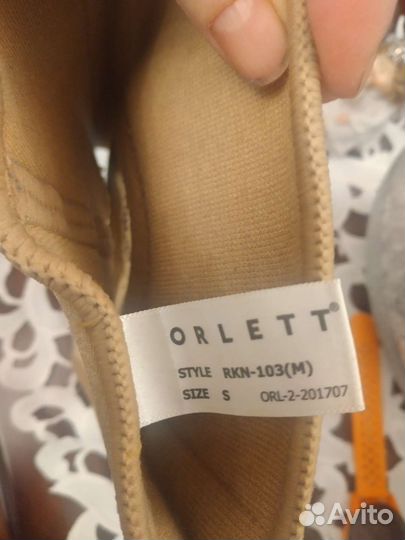 ORLETT®
STYLE RKN-103(M)
SIZE S ORL-2-201707
Avito